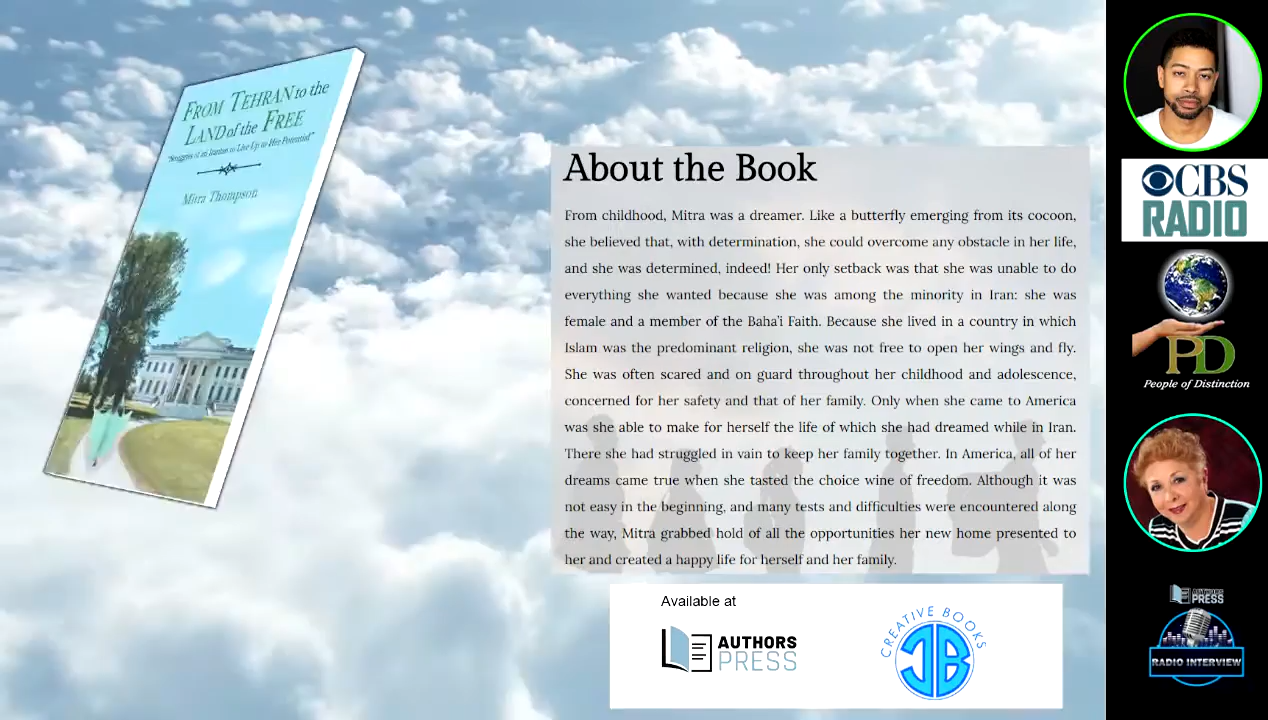 FROM TEHRAN to the
LAND of the FREE
"Struggles of an Iranian to Live Up to Her Potential"
Mitra Thompson
About the Book
From childhood, Mitra was a dreamer. Like a butterfly emerging from its cocoon,
she believed that, with determination, she could overcome any obstacle in her life,
and she was determined, indeed! Her only setback was that she was unable to do
everything she wanted because she was among the minority in Iran: she was
female and a member of the Baha'i Faith. Because she lived in a country in which
Islam was the predominant religion, she was not free to open her wings and fly.
She was often scared and on guard throughout her childhood and adolescence,
concerned for her safety and that of her family. Only when she came to America
was she able to make for herself the life of which she had dreamed while in Iran.
There she had struggled in vain to keep her family together. In America, all of her
dreams came true when she tasted the choice wine of freedom. Although it was
not easy in the beginning, and many tests and difficulties were encountered along
the way, Mitra grabbed hold of all the opportunities her new home presented to
her and created a happy life for herself and her family.
Available at
AUTHORS
PRESS
CREATIVE BOOKS
CB
CBS
RADIO
PD
People of Distinction
AUTHORS
PRESS
RADIO INTERVIEW